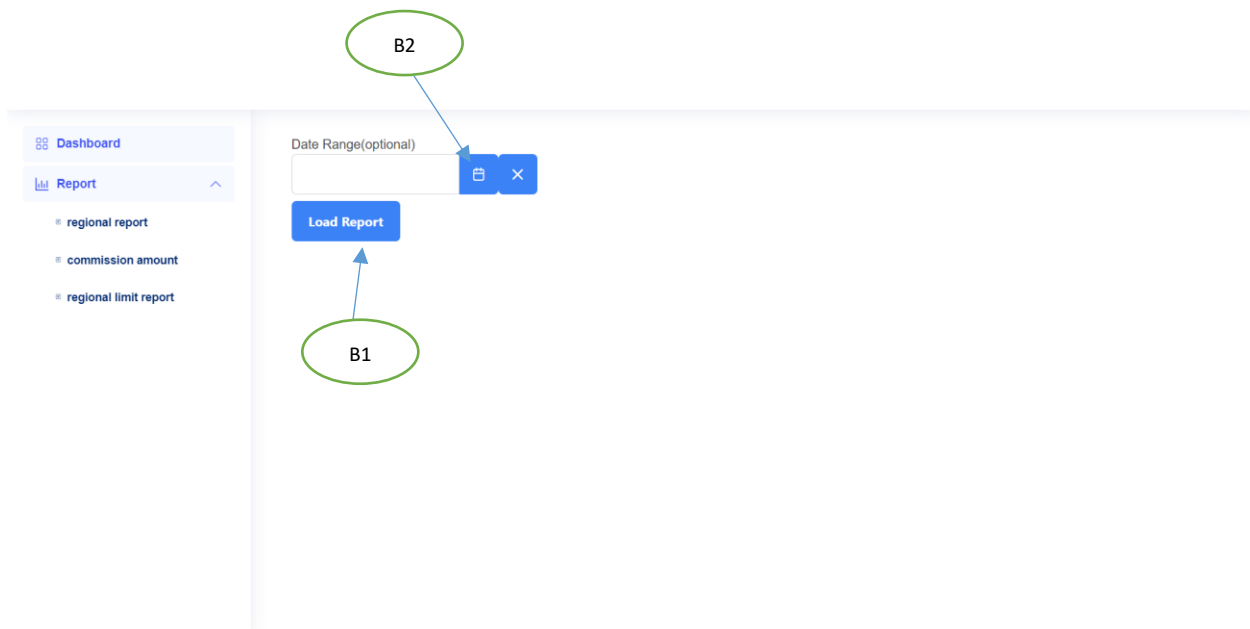 B2
Dashboard
Date Range(optional)
Report
regional report
Load Report
commission amount
regional limit report
B1